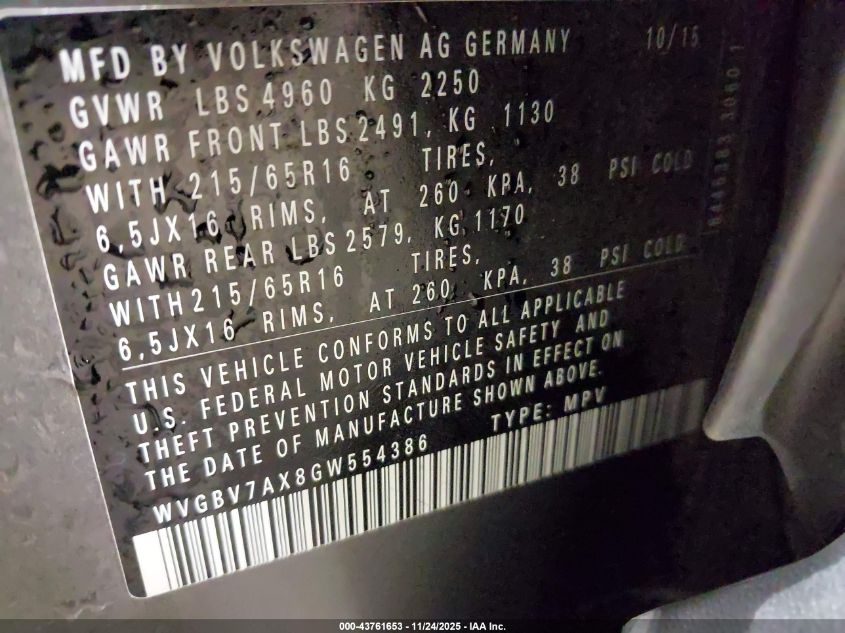 MFD BY VOLKSWAGEN AG GERMANY 10/15
GVWR LBS 4960 KG 2250
GAWR FRONT LBS 2491, KG 1130
WITH 215/65R16 TIRES,
6,5JX16 RIMS, AT 260 KPA, 38 PSI COLD
GAWR REAR LBS 2579, KG 1170
WITH 215/65R16 TIRES,
6,5JX16 RIMS, AT 260 KPA, 38 PSI COLD
THIS VEHICLE CONFORMS TO ALL APPLICABLE
U.S. FEDERAL MOTOR VEHICLE SAFETY AND
THEFT PREVENTION STANDARDS IN EFFECT ON
THE DATE OF MANUFACTURE SHOWN ABOVE.
WVGBV7AX8GW554386 TYPE: MPV
000-43761653 - 11/24/2025 - IAA Inc.